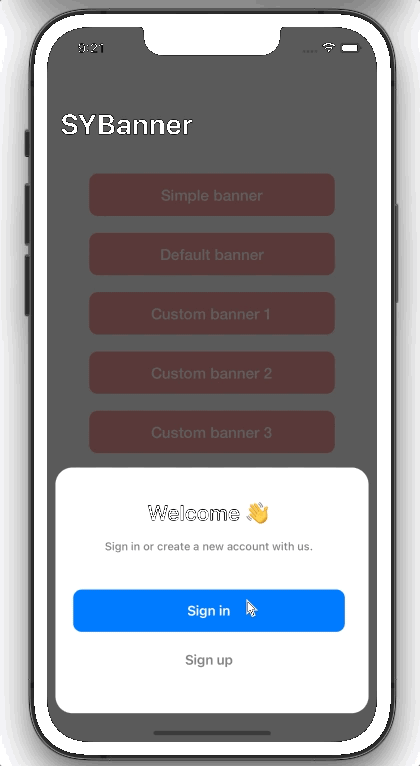 9:21
SYBanner
Simple banner
Default banner
Custom banner 1
Custom banner 2
Custom banner 3
Welcome 👋
Sign in or create a new account with us.
Sign in
Sign up